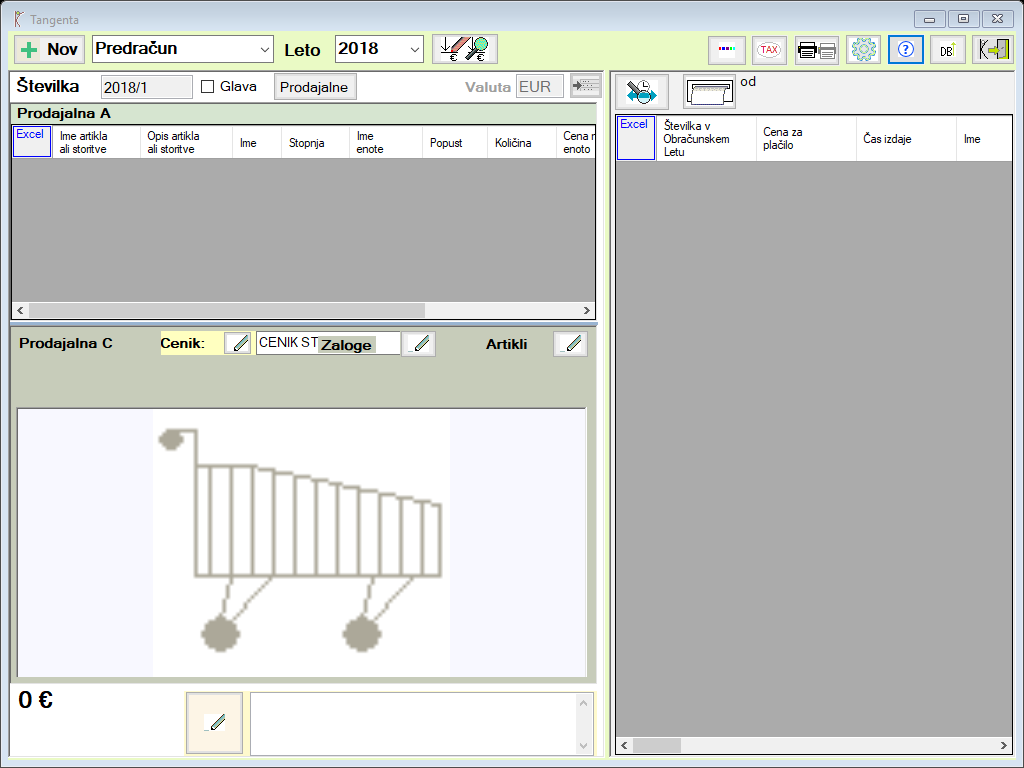 Tangenta
Nov
Predračun
Leto
2018
TAX
?
DB
Številka
2018/1
Glava
Prodajalne
Valuta
EUR
od
Prodajalna A
Excel
Ime artikla
ali storitve
Opis artikla
ali storitve
Ime
Stopnja
Ime
enote
Popust
Količina
Cena
enoto
Excel
Številka v
Obračunskem
Letu
Cena za
plačilo
Čas izdaje
Ime
Prodajalna C
Cenik:
CENIK ST
Zaloge
Artikli
0 €